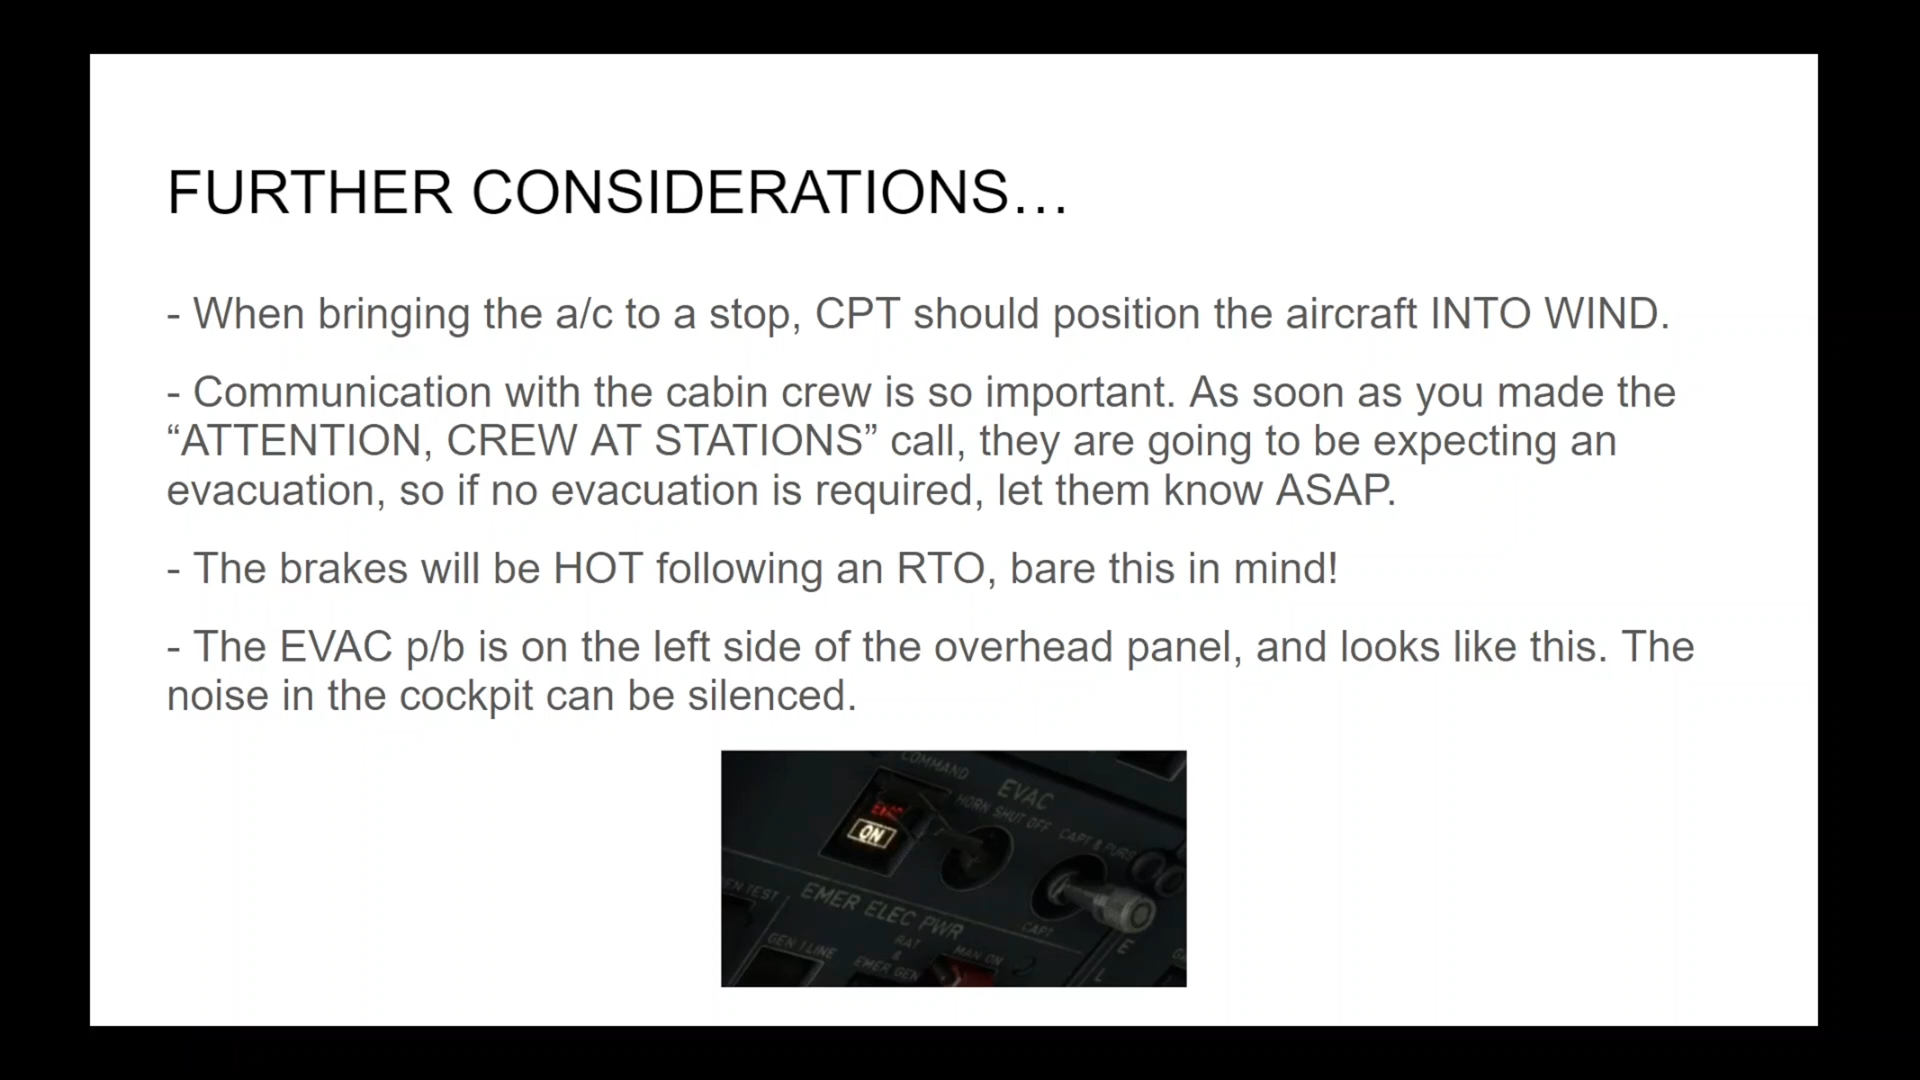 FURTHER CONSIDERATIONS…
- When bringing the a/c to a stop, CPT should position the aircraft INTO WIND.
- Communication with the cabin crew is so important. As soon as you made the
“ATTENTION, CREW AT STATIONS” call, they are going to be expecting an
evacuation, so if no evacuation is required, let them know ASAP.
- The brakes will be HOT following an RTO, bare this in mind!
- The EVAC p/b is on the left side of the overhead panel, and looks like this. The
noise in the cockpit can be silenced.
COMMAND
EVAC
HORN SHUT OFF
CAPT & PURS
EVAC
ON
CAPT
EMER ELEC PWR
TEST
GEN 1 LINE
RAT
&
EMER GEN
MAN ON
E
L